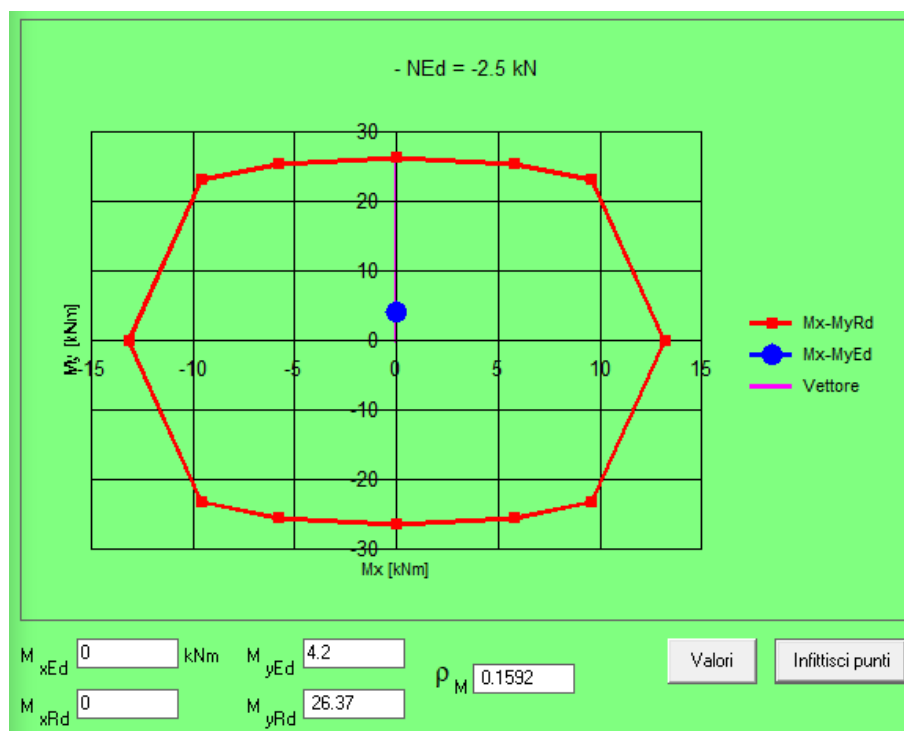 - NEd = -2.5 kN
30
20
10
0
-10
-20
-30
My [kNm]
-15 -10 -5 0 5 10 15
Mx [kNm]
Mx-MyRd
Mx-MyEd
Vettore
M xEd 0 kNm M yEd 4.2
ρ M 0.1592
Valori Infittisci punti
M xRd 0 M yRd 26.37